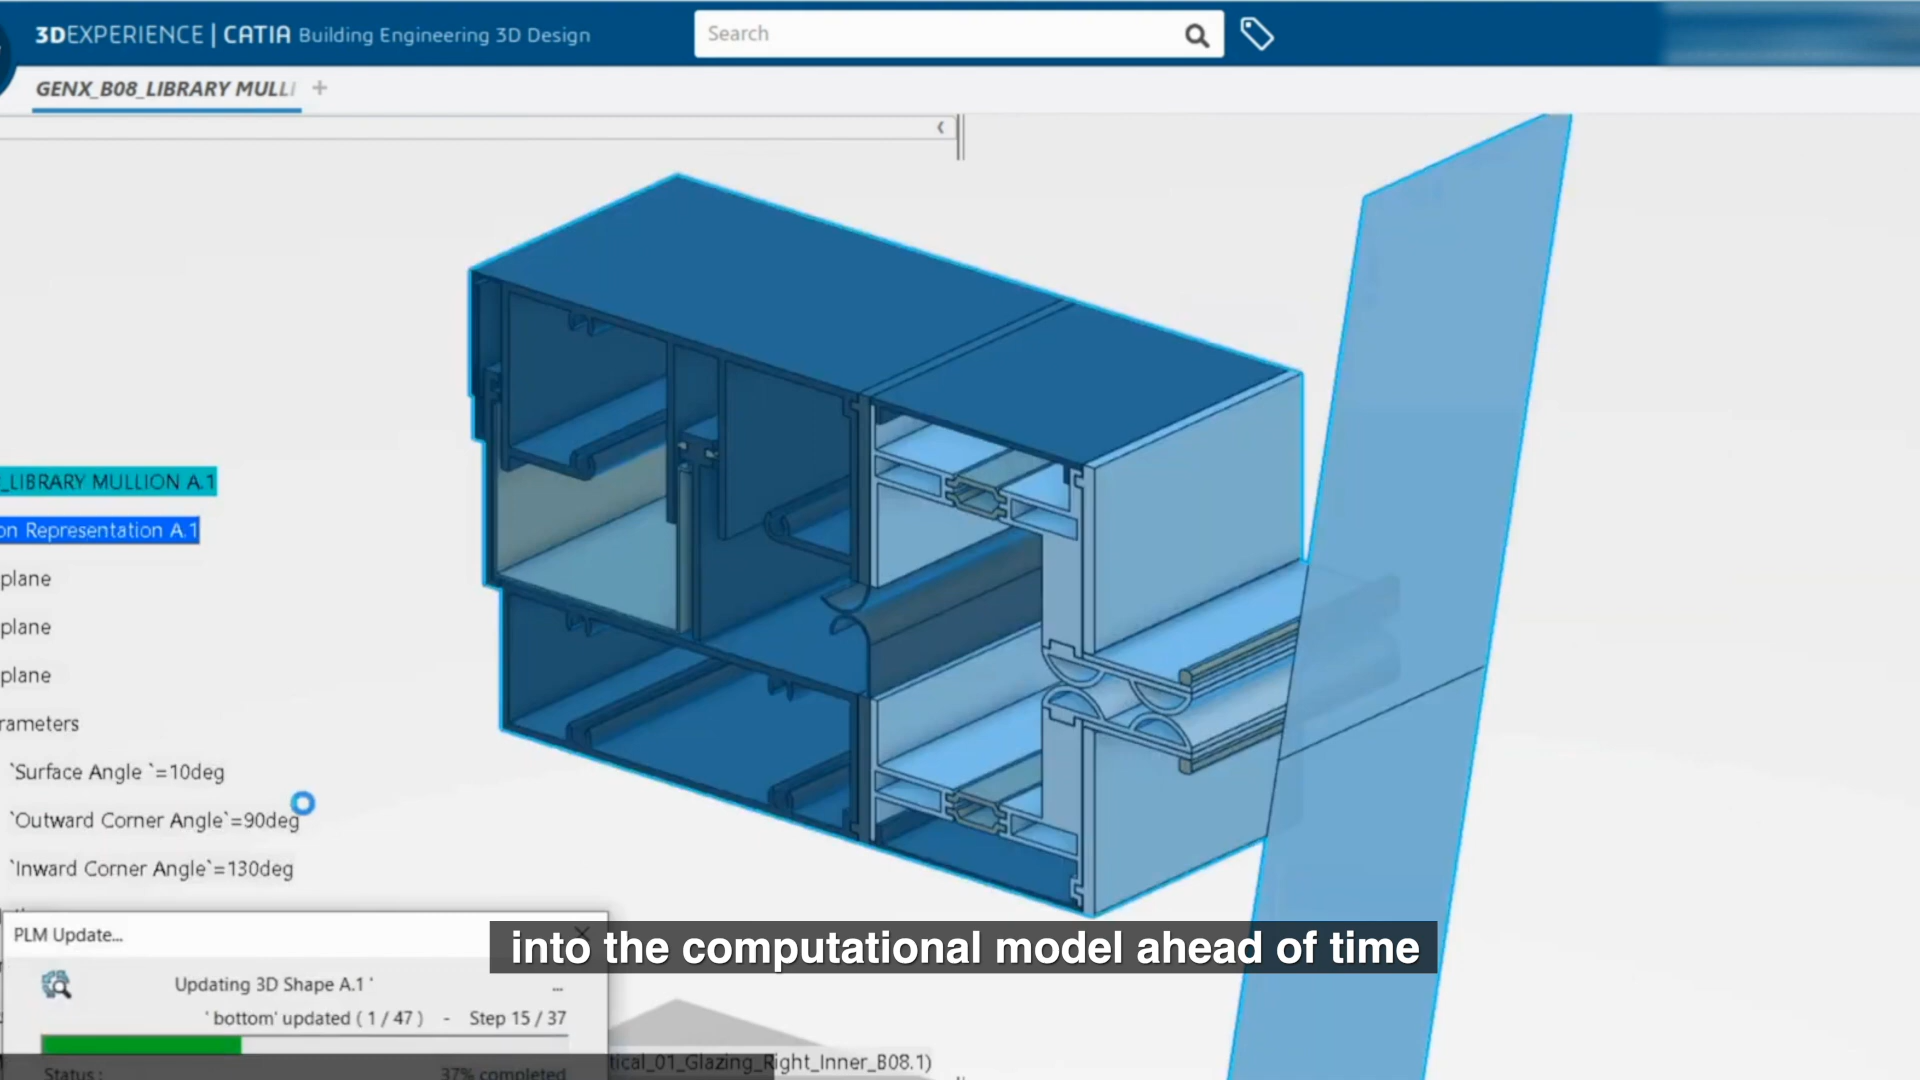 3DEXPERIENCE | CATIA Building Engineering 3D Design
Search
GENX_B08_LIBRARY MULLI
+
_LIBRARY MULLION A.1
on Representation A.1
plane
plane
plane
rameters
`Surface Angle `=10deg
`Outward Corner Angle`=90deg
`Inward Corner Angle`=130deg
PLM Update...
Updating 3D Shape A.1 '
...
' bottom' updated ( 1 / 47 ) - Step 15 / 37
Status :
37% completed
tical_01_Glazing_Right_Inner_B08.1)
into the computational model ahead of time